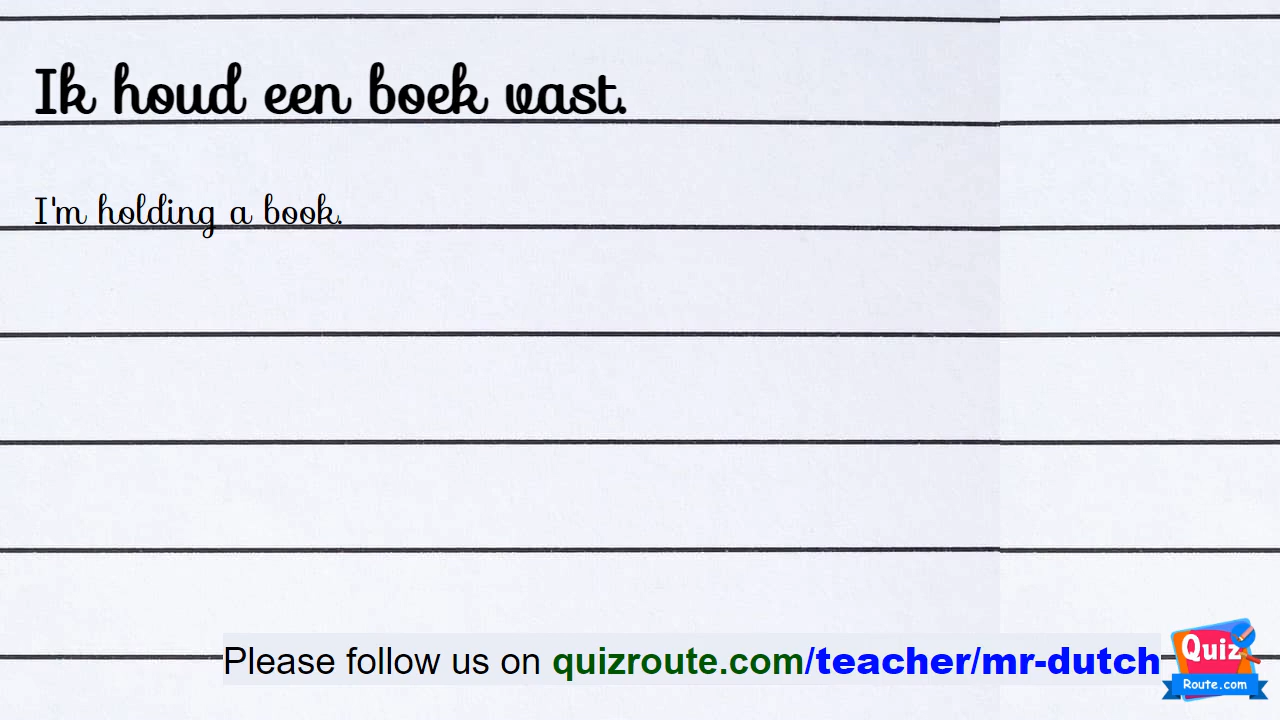 Ik houd een boek vast.
I'm holding a book.
Please follow us on quizroute.com/teacher/mr-dutch
Quiz
Route.com